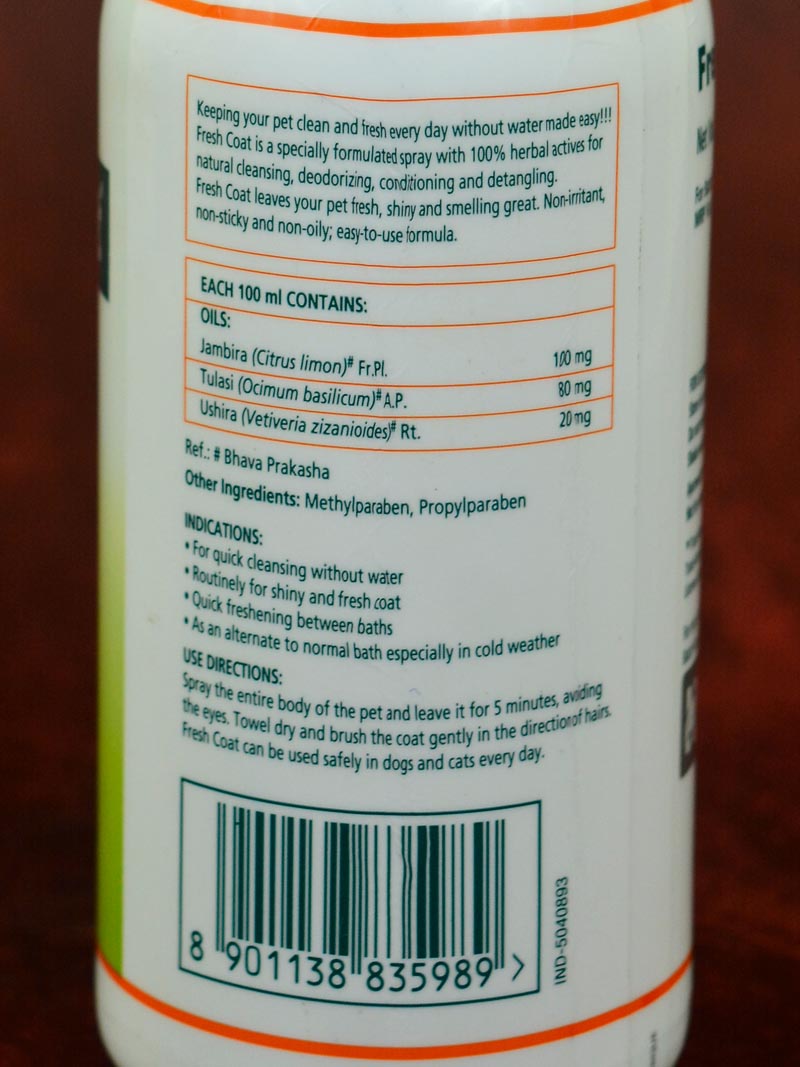 Keeping your pet clean and fresh every day without water made easy!!!
Fresh Coat is a specially formulated spray with 100% herbal actives for
natural cleansing, deodorizing, conditioning and detangling.
Fresh Coat leaves your pet fresh, shiny and smelling great. Non-irritant,
non-sticky and non-oily; easy-to-use formula.
EACH 100 ml CONTAINS:
OILS:
Jambira (Citrus limon)# Fr.Pl. 100 mg
Tulasi (Ocimum basilicum)# A.P. 80 mg
Ushira (Vetiveria zizanioides)# Rt. 20 mg
Ref.: # Bhava Prakasha
Other Ingredients: Methylparaben, Propylparaben
INDICATIONS:
• For quick cleansing without water
• Routinely for shiny and fresh coat
• Quick freshening between baths
• As an alternate to normal bath especially in cold weather
USE DIRECTIONS:
Spray the entire body of the pet and leave it for 5 minutes, avoiding
the eyes. Towel dry and brush the coat gently in the direction of hairs.
Fresh Coat can be used safely in dogs and cats every day.
8 901138 835989 >
IND-5040893